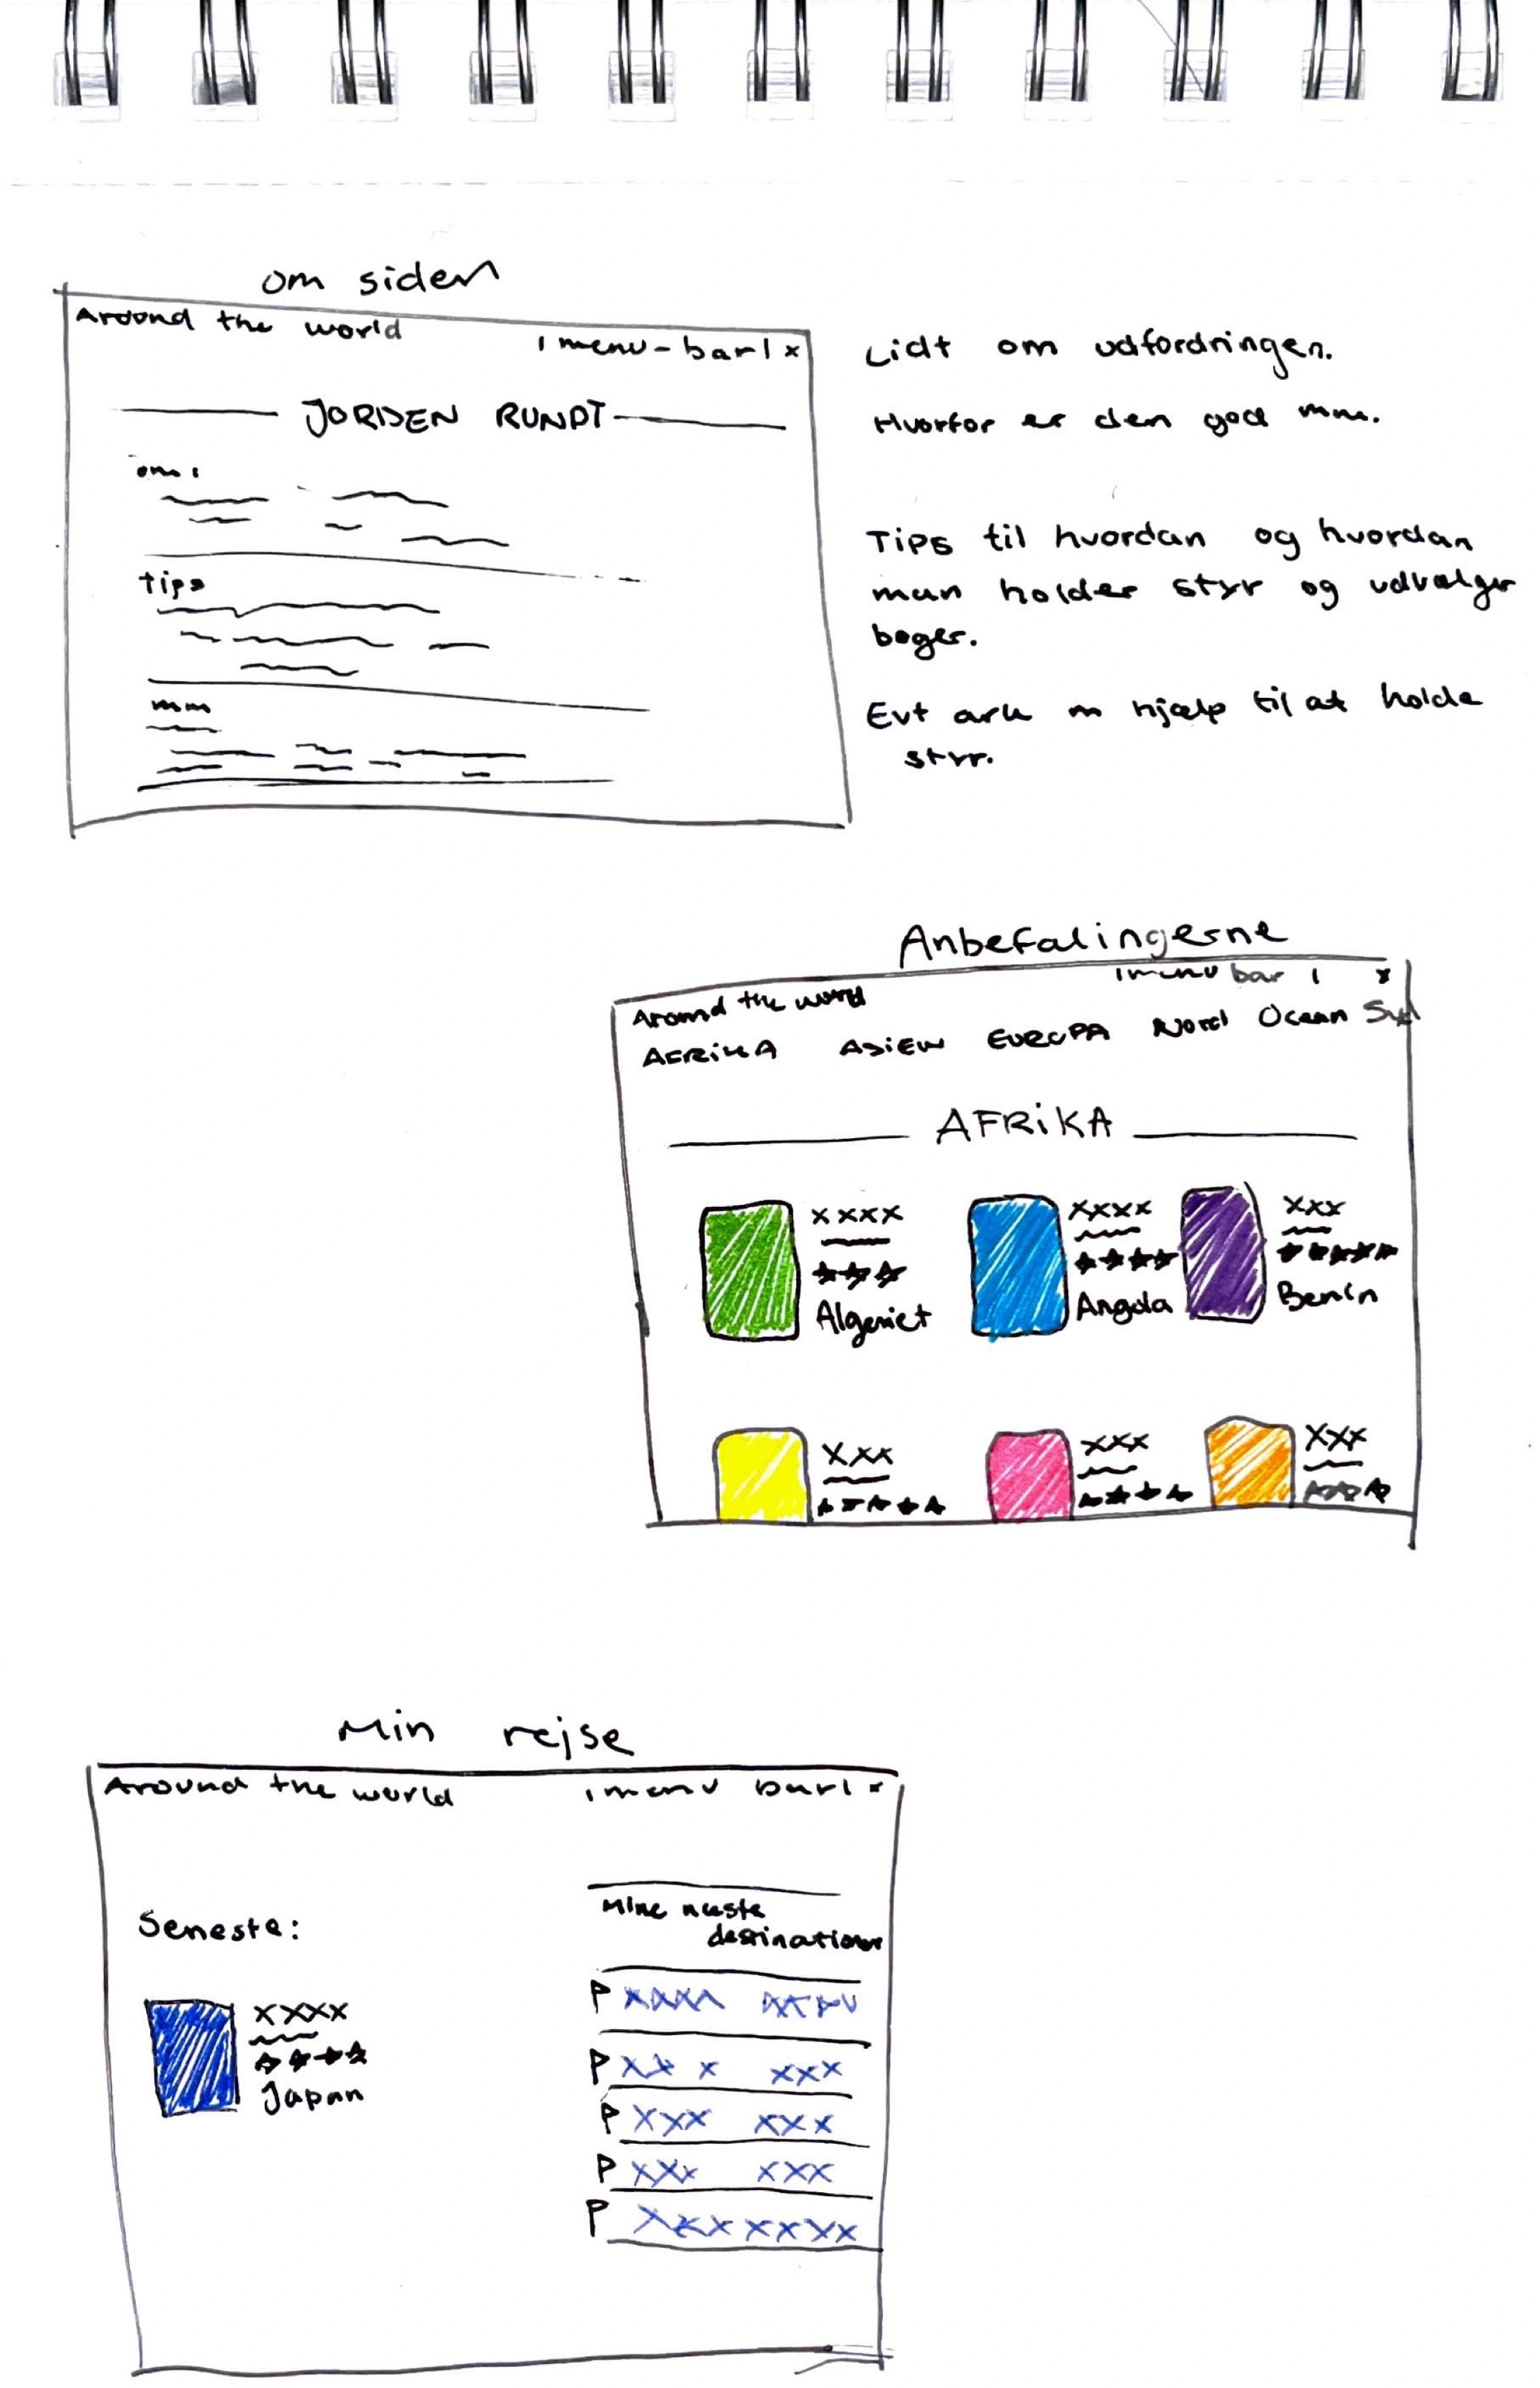 om siden
Around the world
menu-bar x
JORDEN RUNDT
om:
tips
mm
Lidt om udfordringen.
Hvorfor er den god mm.
Tips til hvordan og hvordan
man holder styr og udvælger
bøger.
Evt ark m hjælp til at holde
styr.
Anbefalingerne
Around the world
menu bar x
AFRIKA ASIEN EUROPA Nord Ocean Syd
AFRIKA
xxxx xxxx xxx
Algeriet Angola Benin
xxx xxx xxx
Min rejse
Around the world
menu bar x
Seneste:
xxxx
Japan
Mine næste
destinationer
P xxxx
P xx x xxx
P xxx xxx
P xxx xxx
P xxx xxxx